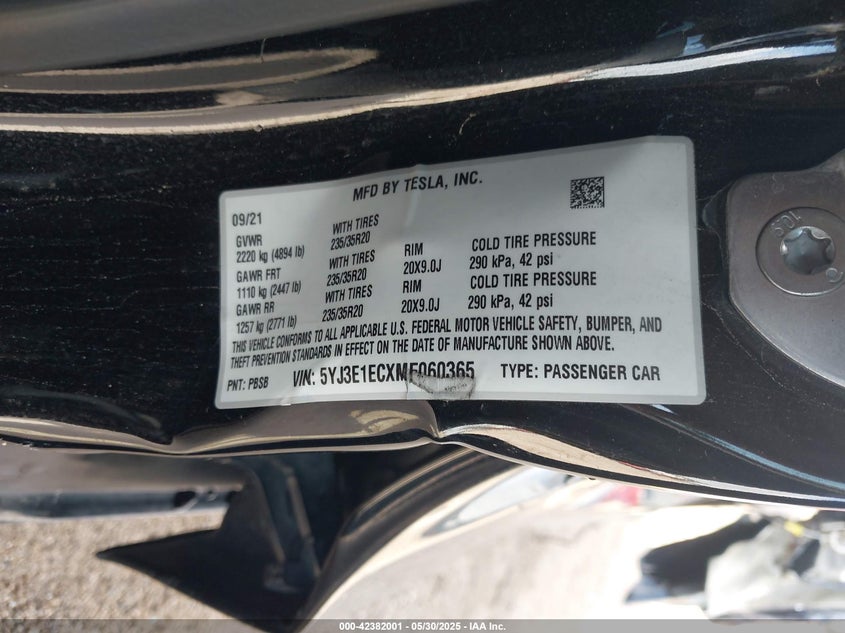 MFD BY TESLA, INC.
09/21
GVWR WITH TIRES
2220 kg (4894 lb) 235/35R20 RIM COLD TIRE PRESSURE
GAWR FRT WITH TIRES 20X9.0J 290 kPa, 42 psi
1110 kg (2447 lb) 235/35R20 RIM COLD TIRE PRESSURE
GAWR RR WITH TIRES 20X9.0J 290 kPa, 42 psi
1257 kg (2771 lb) 235/35R20
THIS VEHICLE CONFORMS TO ALL APPLICABLE U.S. FEDERAL MOTOR VEHICLE SAFETY, BUMPER, AND
THEFT PREVENTION STANDARDS IN EFFECT ON THE DATE OF MANUFACTURE SHOWN ABOVE.
PNT: PBSB VIN: 5YJ3E1ECXMF060365 TYPE: PASSENGER CAR
000-42382001 - 05/30/2025 - IAA Inc.